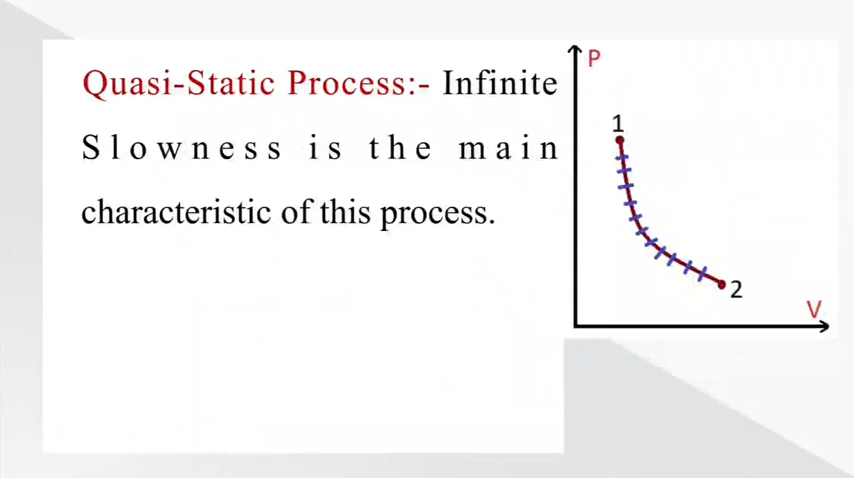 Quasi-Static Process:- Infinite
Slowness is the main
characteristic of this process.
P
1
2
V